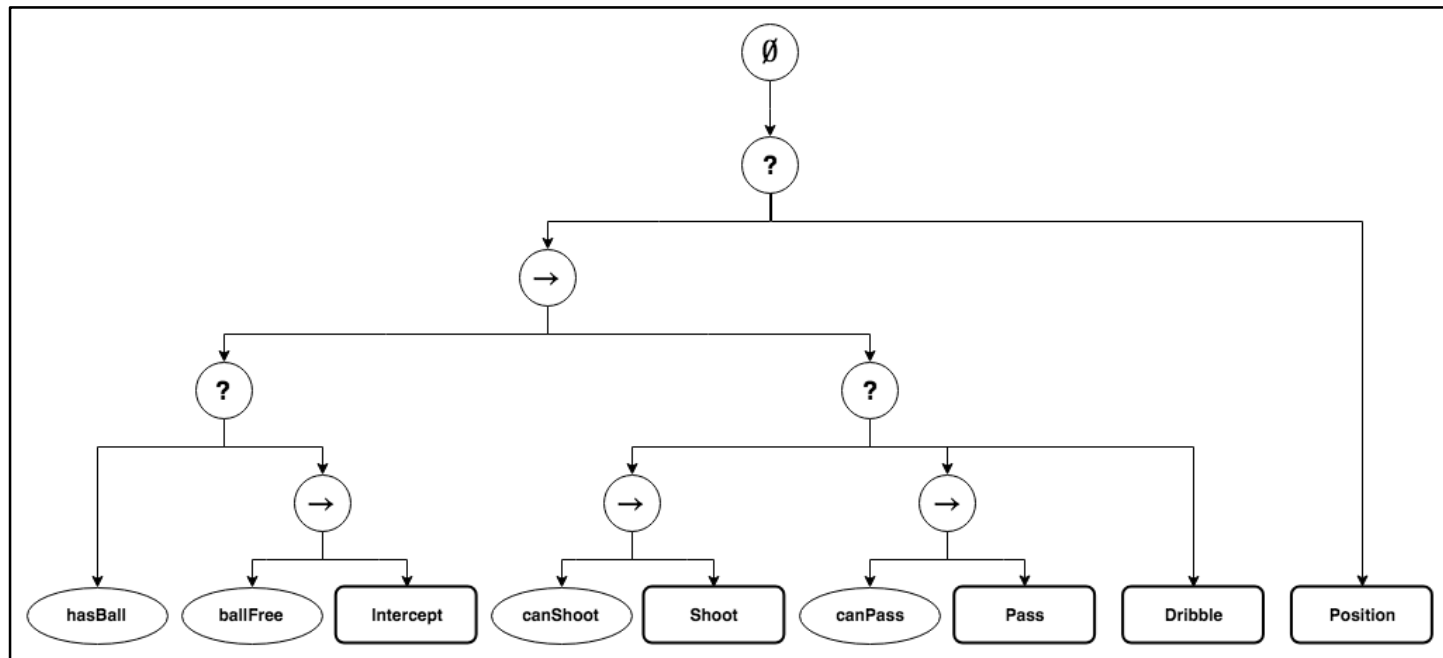 Ø
?
→
? ?
→ → →
hasBall ballFree Intercept canShoot Shoot canPass Pass Dribble Position